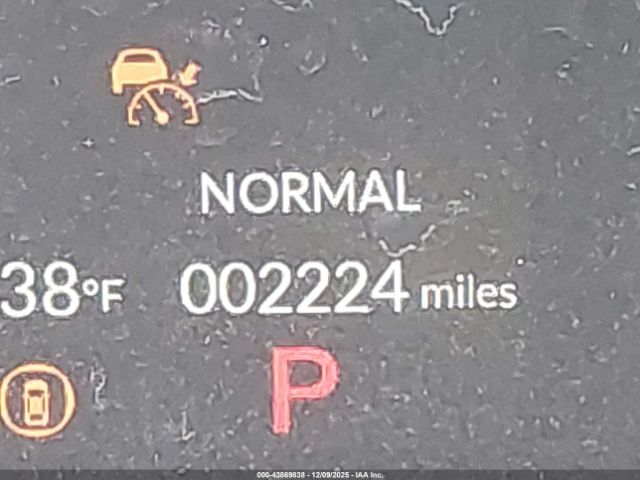 NORMAL
38°F 002224 miles
P
000-43869838 - 12/09/2025 - IAA Inc.